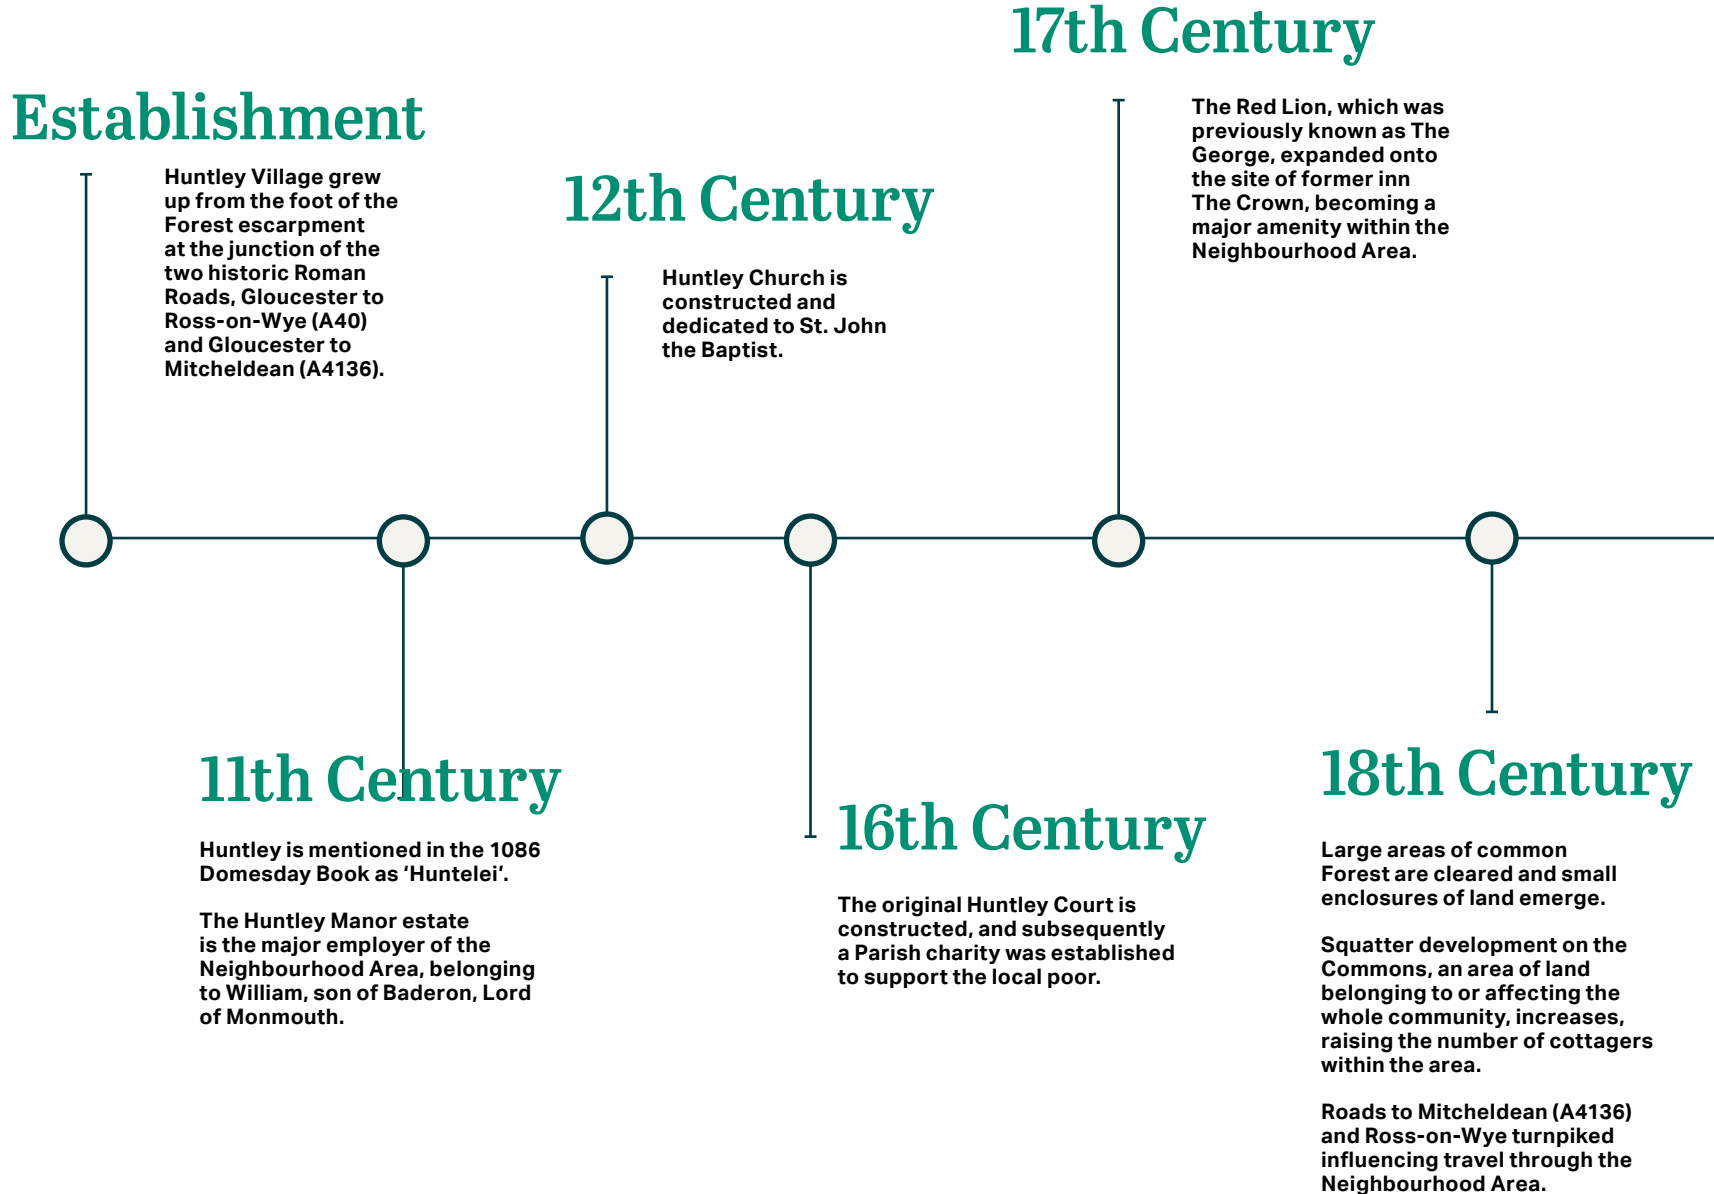 Establishment
Huntley Village grew
up from the foot of the
Forest escarpment
at the junction of the
two historic Roman
Roads, Gloucester to
Ross-on-Wye (A40)
and Gloucester to
Mitcheldean (A4136).
11th Century
Huntley is mentioned in the 1086
Domesday Book as ‘Huntelei’.
The Huntley Manor estate
is the major employer of the
Neighbourhood Area, belonging
to William, son of Baderon, Lord
of Monmouth.
12th Century
Huntley Church is
constructed and
dedicated to St. John
the Baptist.
16th Century
The original Huntley Court is
constructed, and subsequently
a Parish charity was established
to support the local poor.
17th Century
The Red Lion, which was
previously known as The
George, expanded onto
the site of former inn
The Crown, becoming a
major amenity within the
Neighbourhood Area.
18th Century
Large areas of common
Forest are cleared and small
enclosures of land emerge.
Squatter development on the
Commons, an area of land
belonging to or affecting the
whole community, increases,
raising the number of cottagers
within the area.
Roads to Mitcheldean (A4136)
and Ross-on-Wye turnpiked
influencing travel through the
Neighbourhood Area.